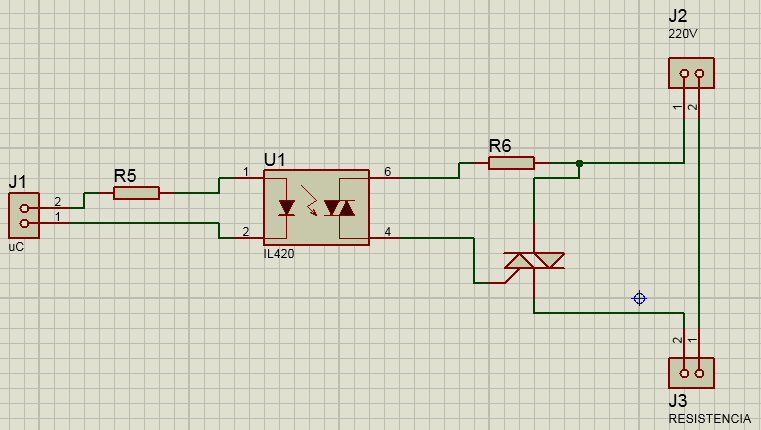 J2
220V
1 2
R6
U1
R5
J1
1
6
2
1
2
4
uC
IL420
2 1
J3
RESISTENCIA